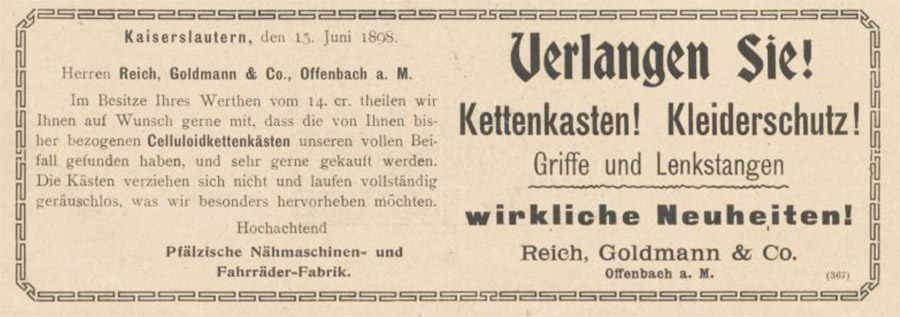 Kaiserslautern, den 15. Juni 1898.
Herren Reich, Goldmann & Co., Offenbach a. M.
Im Besitze Ihres Werthen vom 14. cr. theilen wir
Ihnen auf Wunsch gerne mit, dass die von Ihnen bis-
her bezogenen Celluloidkettenkästen unseren vollen Bei-
fall gefunden haben, und sehr gerne gekauft werden.
Die Kästen verziehen sich nicht und laufen vollständig
geräuschlos, was wir besonders hervorheben möchten.
Hochachtend
Pfälzische Nähmaschinen- und
Fahrräder-Fabrik.
Verlangen Sie!
Kettenkasten! Kleiderschutz!
Griffe und Lenkstangen
wirkliche Neuheiten!
Reich, Goldmann & Co.
Offenbach a. M.
(367)